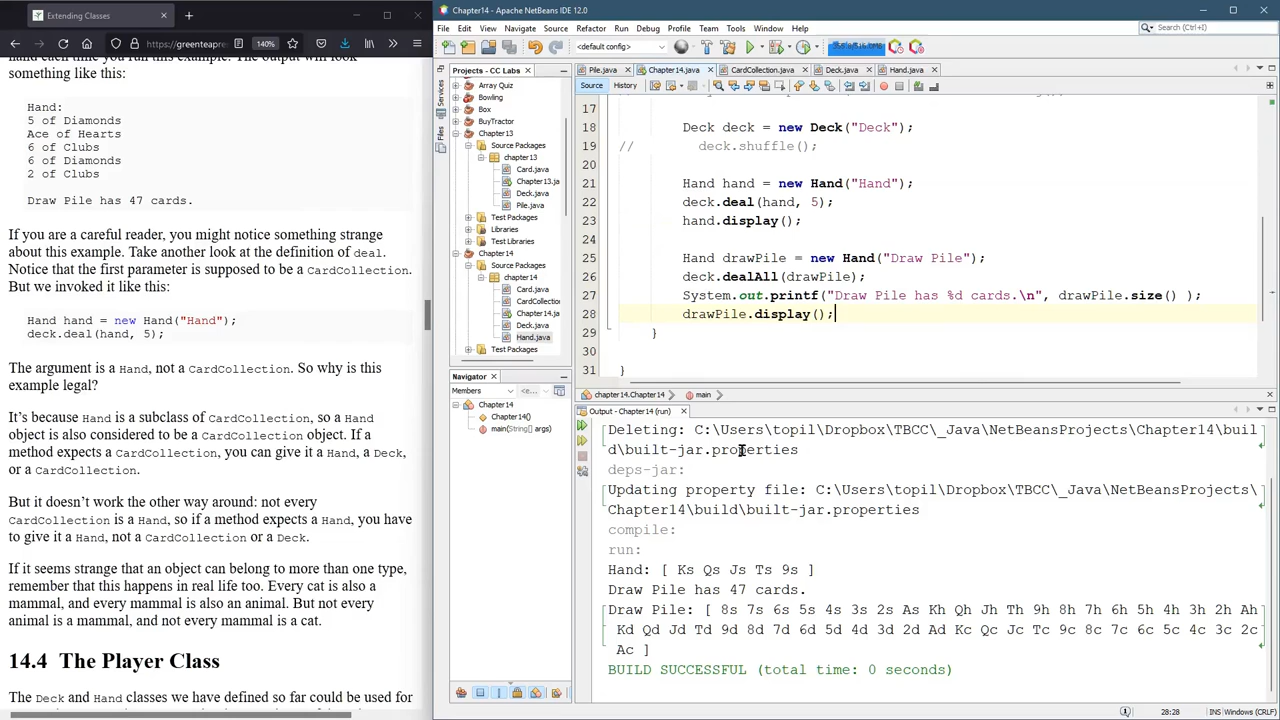 Extending Classes
https://greenteapre
140%
something like this:
Hand:
5 of Diamonds
Ace of Hearts
6 of Clubs
6 of Diamonds
2 of Clubs
Draw Pile has 47 cards.
If you are a careful reader, you might notice something strange
about this example. Take another look at the definition of deal.
Notice that the first parameter is supposed to be a CardCollection.
But we invoked it like this:
Hand hand = new Hand("Hand");
deck.deal(hand, 5);
The argument is a Hand, not a CardCollection. So why is this
example legal?
It's because Hand is a subclass of CardCollection, so a Hand
object is also considered to be a CardCollection object. If a
method expects a CardCollection, you can give it a Hand, a Deck,
or a CardCollection.
But it doesn't work the other way around: not every
CardCollection is a Hand, so if a method expects a Hand, you have
to give it a Hand, not a CardCollection or a Deck.
If it seems strange that an object can belong to more than one type,
remember that this happens in real life too. Every cat is also a
mammal, and every mammal is also an animal. But not every
animal is a mammal, and not every mammal is a cat.
14.4 The Player Class
The Deck and Hand classes we have defined so far could be used for
Chapter14 - Apache NetBeans IDE 12.0
File Edit View Navigate Source Refactor Run Debug Profile Team Tools Window Help
Search (Ctrl+I)
<default config>
Projects - CC Labs
Services
Files
Array Quiz
Bowling
Box
BuyTractor
Chapter13
Source Packages
chapter13
Card.java
Chapter13.ja
Deck.java
Pile.java
Test Packages
Libraries
Test Libraries
Chapter14
Source Packages
chapter14
Card.java
CardCollectio
Chapter14.ja
Deck.java
Hand.java
Test Packages
Navigator
Members
<e...
Chapter14
Chapter14()
main(String[] args)
Pile.java Chapter14.java CardCollection.java Deck.java Hand.java
Source History
17
18 Deck deck = new Deck("Deck");
19 // deck.shuffle();
20
21 Hand hand = new Hand("Hand");
22 deck.deal(hand, 5);
23 hand.display();
24
25 Hand drawPile = new Hand("Draw Pile");
26 deck.dealAll(drawPile);
27 System.out.printf("Draw Pile has %d cards.\n", drawPile.size() );
28 drawPile.display();
29 }
30
31 }
chapter14.Chapter14 main
Output - Chapter14 (run)
Deleting: C:\Users\topil\Dropbox\TBCC\_Java\NetBeansProjects\Chapter14\buil
d\built-jar.properties
deps-jar:
Updating property file: C:\Users\topil\Dropbox\TBCC\_Java\NetBeansProjects\
Chapter14\build\built-jar.properties
compile:
run:
Hand: [ Ks Qs Js Ts 9s ]
Draw Pile has 47 cards.
Draw Pile: [ 8s 7s 6s 5s 4s 3s 2s As Kh Qh Jh Th 9h 8h 7h 6h 5h 4h 3h 2h Ah
Kd Qd Jd Td 9d 8d 7d 6d 5d 4d 3d 2d Ad Kc Qc Jc Tc 9c 8c 7c 6c 5c 4c 3c 2c
Ac ]
BUILD SUCCESSFUL (total time: 0 seconds)
28:28
INS
Windows (CRLF)